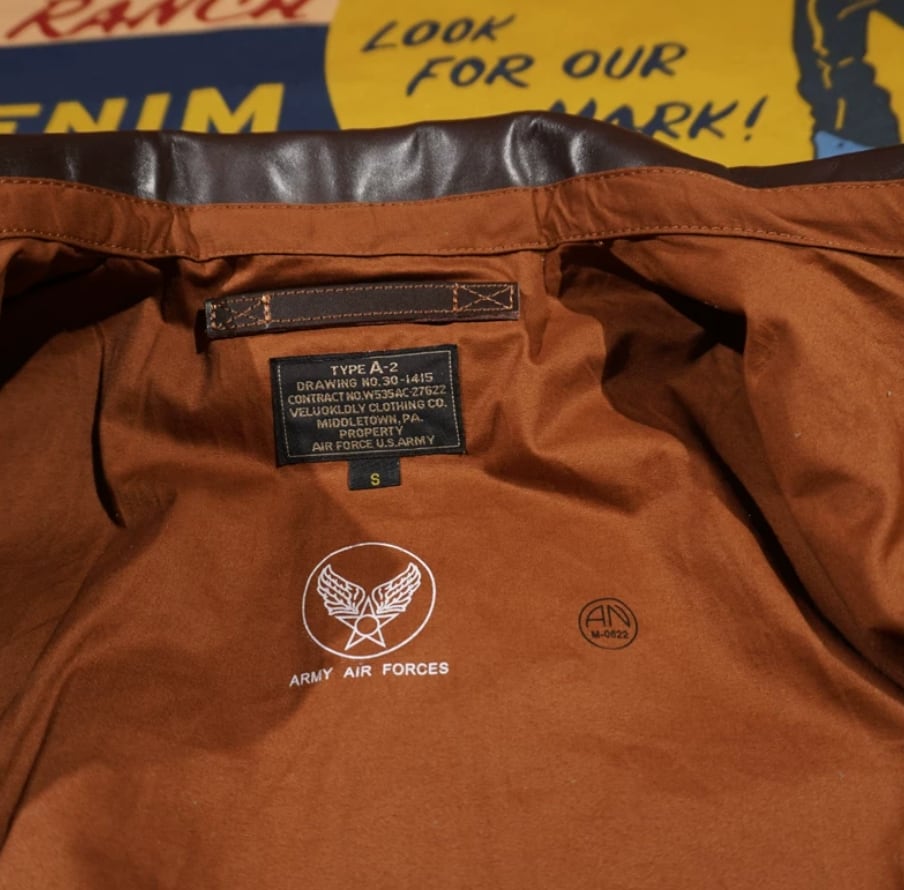 RANCH
LOOK
FOR OUR
MARK!
ENIM
TYPE A-2
DRAWING NO.30-1415
CONTRACT NO.W535AC-27622
VELUOKLDLY CLOTHING CO.
MIDDLETOWN, PA.
PROPERTY
AIR FORCE U.S.ARMY
S
ARMY AIR FORCES
AN
M-0622